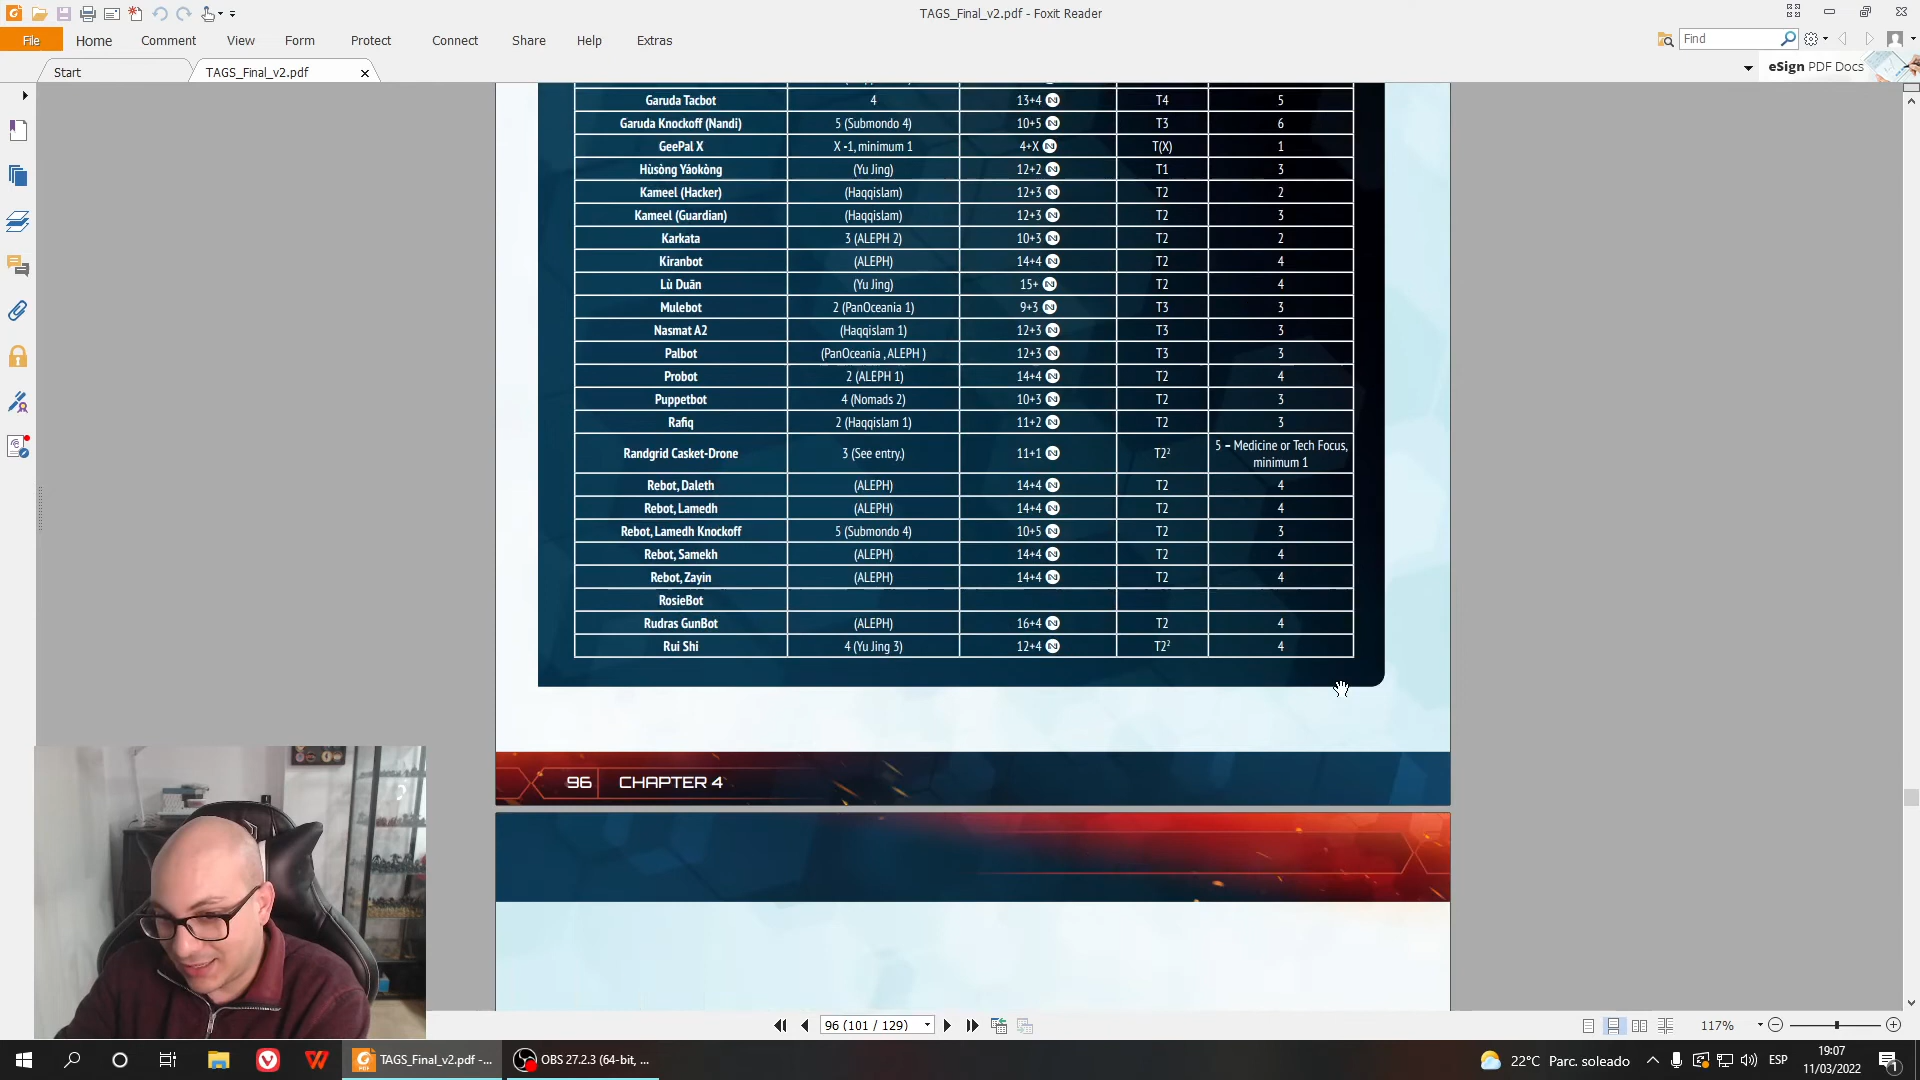 TAGS_Final_v2.pdf - Foxit Reader
File Home Comment View Form Protect Connect Share Help Extras
Find
Start TAGS_Final_v2.pdf
eSign PDF Docs
Garuda Tacbot 4 13+4 T4 5
Garuda Knockoff (Nandi) 5 (Submondo 4) 10+5 T3 6
GeePal X X -1, minimum 1 4+X T(X) 1
Hùsòng Yáokòng (Yu Jing) 12+2 T1 3
Kameel (Hacker) (Haqqislam) 12+3 T2 2
Kameel (Guardian) (Haqqislam) 12+3 T2 3
Karkata 3 (ALEPH 2) 10+3 T2 2
Kiranbot (ALEPH) 14+4 T2 4
Lù Duān (Yu Jing) 15+ T2 4
Mulebot 2 (PanOceania 1) 9+3 T3 3
Nasmat A2 (Haqqislam 1) 12+3 T3 3
Palbot (PanOceania , ALEPH ) 12+3 T3 3
Probot 2 (ALEPH 1) 14+4 T2 4
Puppetbot 4 (Nomads 2) 10+3 T2 3
Rafiq 2 (Haqqislam 1) 11+2 T2 3
Randgrid Casket-Drone 3 (See entry.) 11+1 T2² 5 – Medicine or Tech Focus,
minimum 1
Rebot, Daleth (ALEPH) 14+4 T2 4
Rebot, Lamedh (ALEPH) 14+4 T2 4
Rebot, Lamedh Knockoff 5 (Submondo 4) 10+5 T2 3
Rebot, Samekh (ALEPH) 14+4 T2 4
Rebot, Zayin (ALEPH) 14+4 T2 4
RosieBot
Rudras GunBot (ALEPH) 16+4 T2 4
Rui Shi 4 (Yu Jing 3) 12+4 T2² 4
96 CHAPTER 4
96 (101 / 129)
117%
TAGS_Final_v2.pdf -... OBS 27.2.3 (64-bit, ...
22°C Parc. soleado ESP
19:07
11/03/2022
1